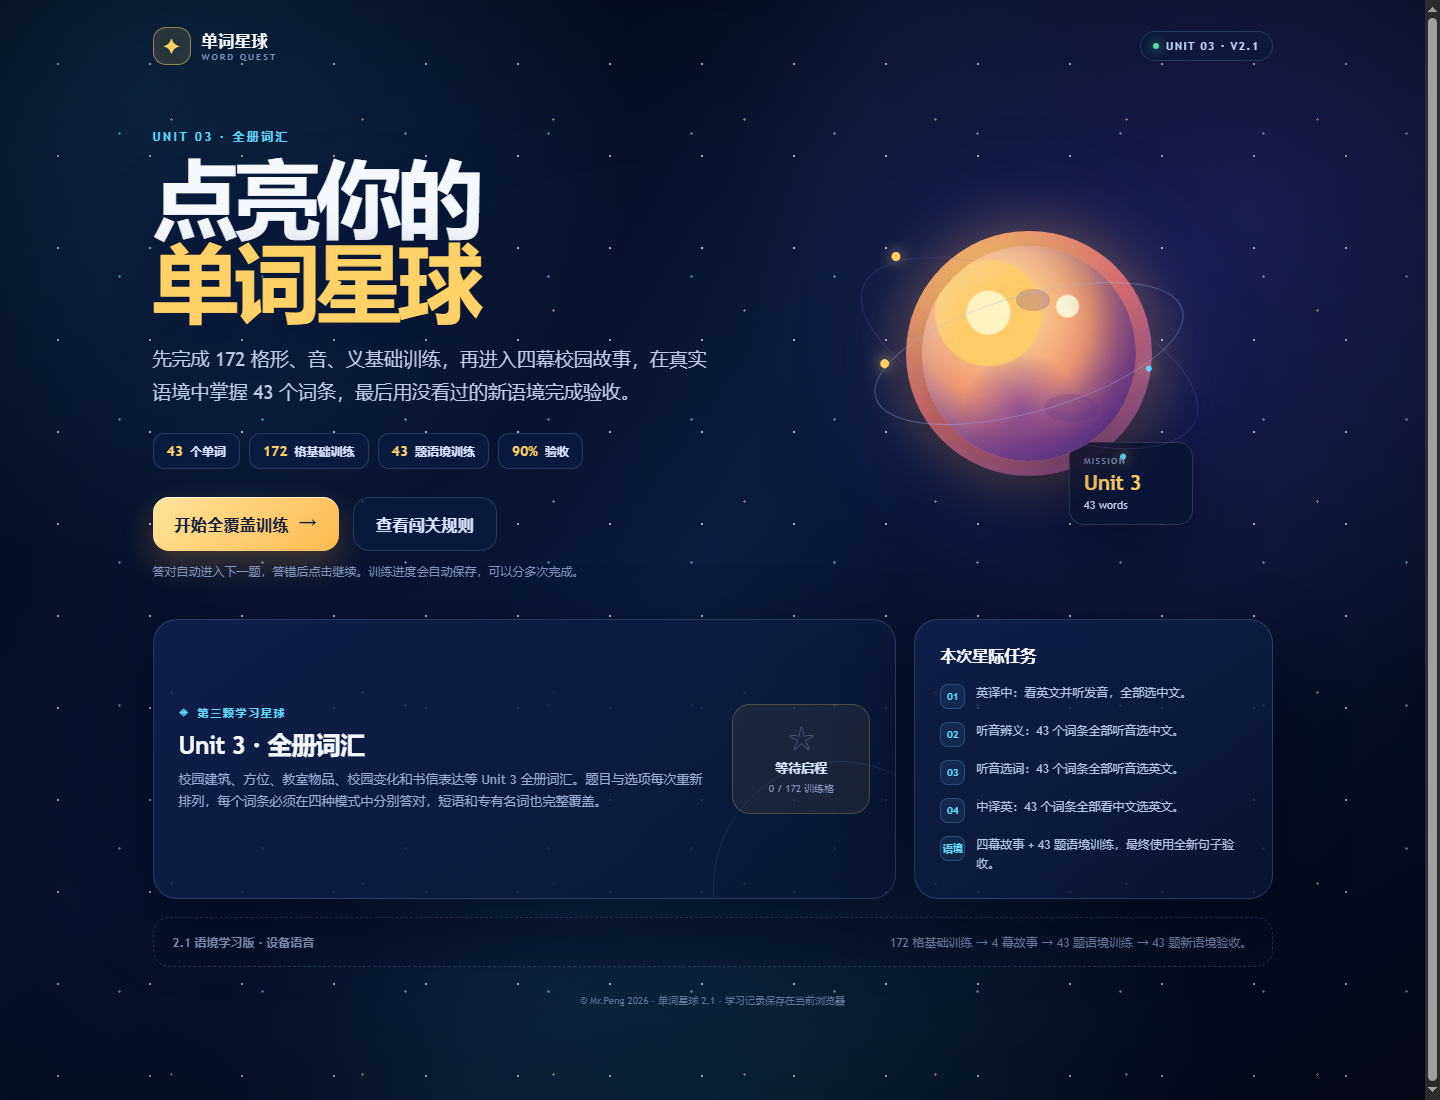 单词星球
WORD QUEST
UNIT 03 · V2.1
UNIT 03 · 全册词汇
点亮你的
单词星球
先完成 172 格形、音、义基础训练，再进入四幕校园故事，在真实
语境中掌握 43 个词条，最后用没看过的新语境完成验收。
43 个单词
172 格基础训练
43 题语境训练
90% 验收
开始全覆盖训练 →
查看闯关规则
答对自动进入下一题，答错后点击继续。训练进度会自动保存，可以分多次完成。
MISSION
Unit 3
43 words
第三颗学习星球
Unit 3 · 全册词汇
校园建筑、方位、教室物品、校园变化和书信表达等 Unit 3 全册词汇。题目与选项每次重新
排列，每个词条必须在四种模式中分别答对，短语和专有名词也完整覆盖。
等待启程
0 / 172 训练格
本次星际任务
01 英译中：看英文并听发音，全部选中文。
02 听音辨义：43 个词条全部听音选中文。
03 听音选词：43 个词条全部听音选英文。
04 中译英：43 个词条全部看中文选英文。
语境 四幕故事 + 43 题语境训练，最终使用全新句子验
收。
2.1 语境学习版 · 设备语音
172 格基础训练 → 4 幕故事 → 43 题语境训练 → 43 题新语境验收。
© Mr.Peng 2026 · 单词星球 2.1 · 学习记录保存在当前浏览器